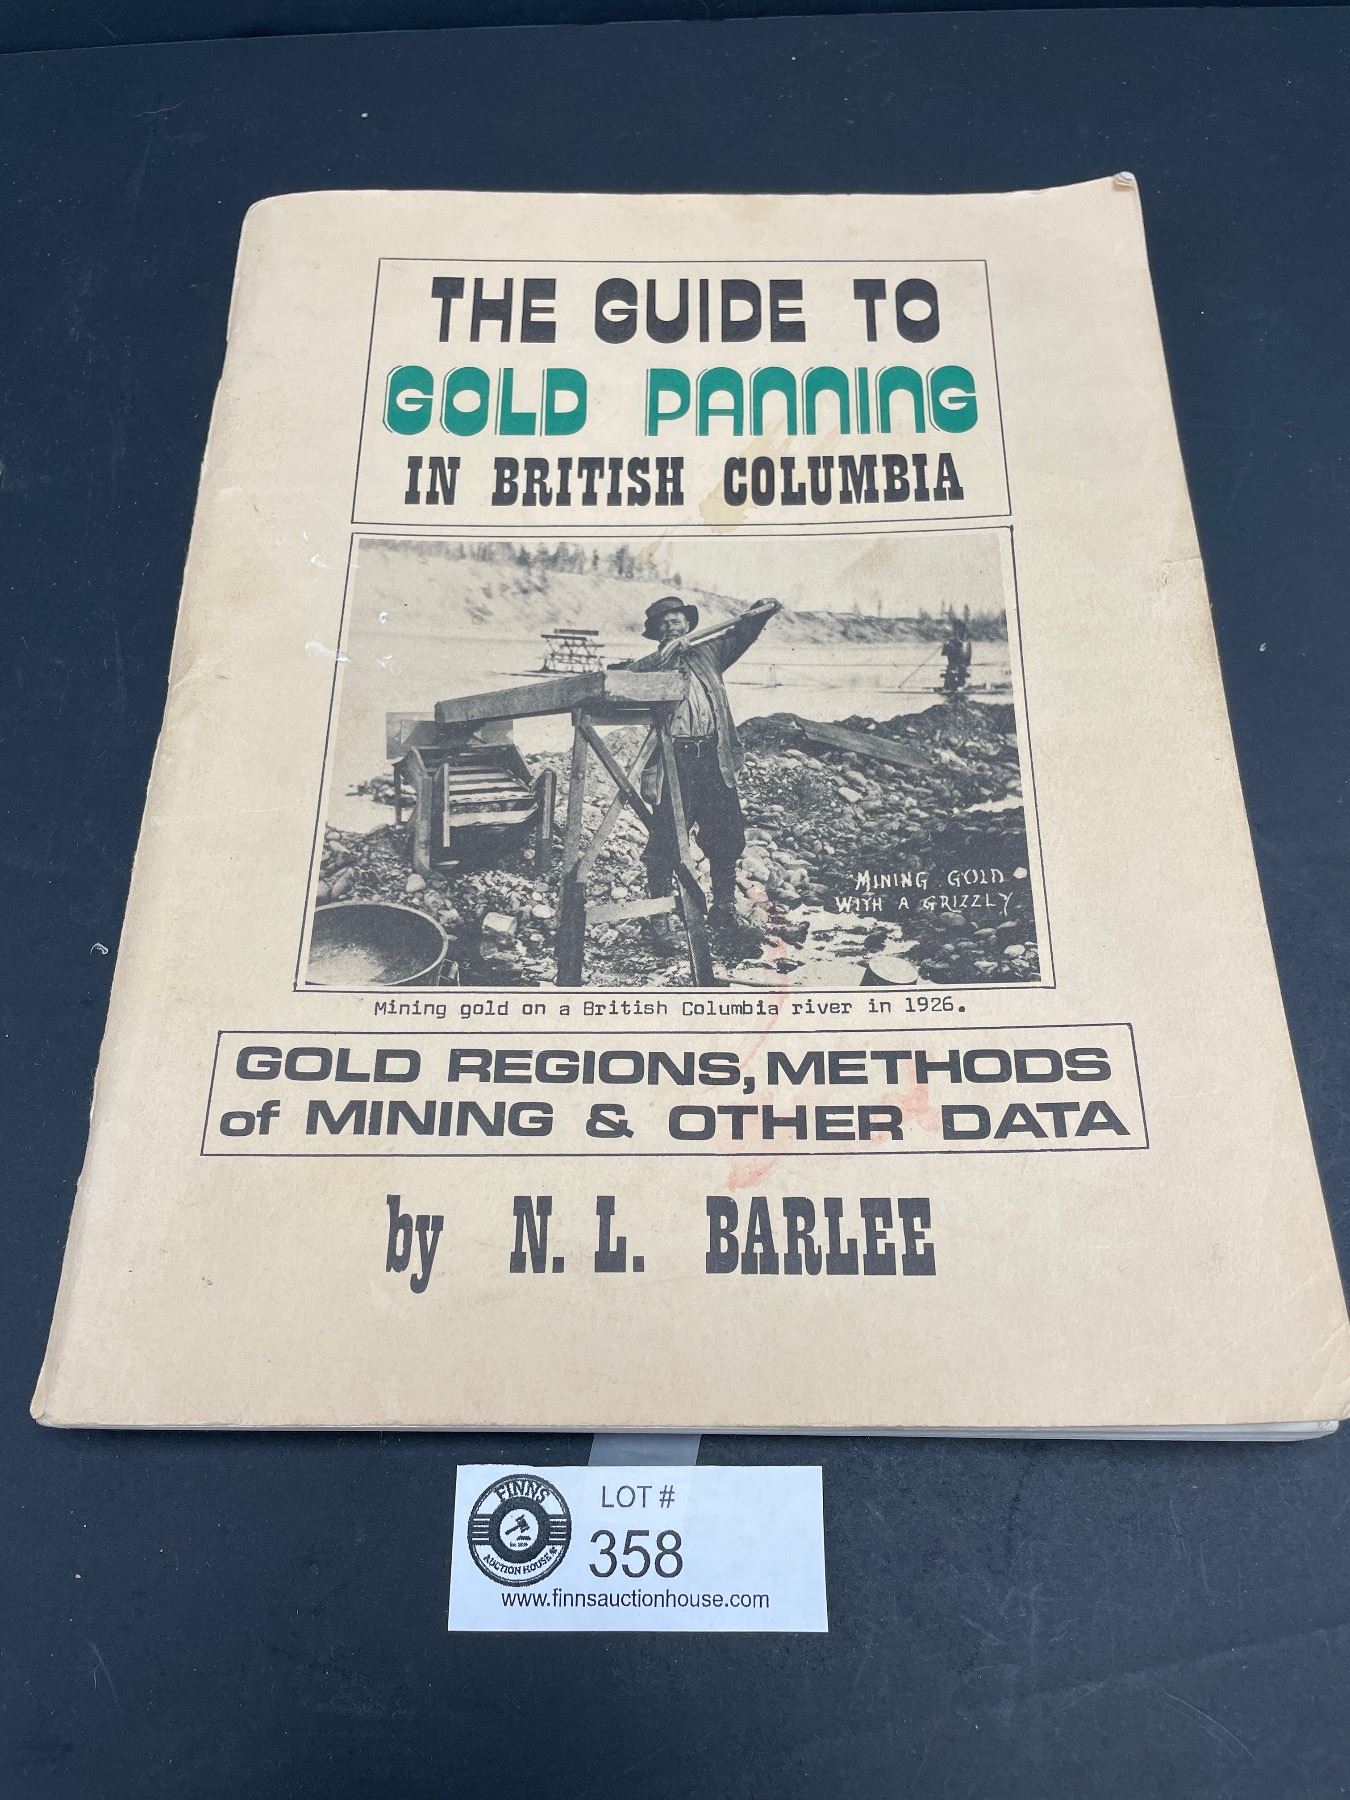 THE GUIDE TO
GOLD PANNING
IN BRITISH COLUMBIA
MINING GOLD
WITH A GRIZZLY
Mining gold on a British Columbia river in 1926.
GOLD REGIONS, METHODS
of MINING & OTHER DATA
by N. L. BARLEE
FINNS
AUCTION HOUSE
LOT #
358
www.finnsauctionhouse.com